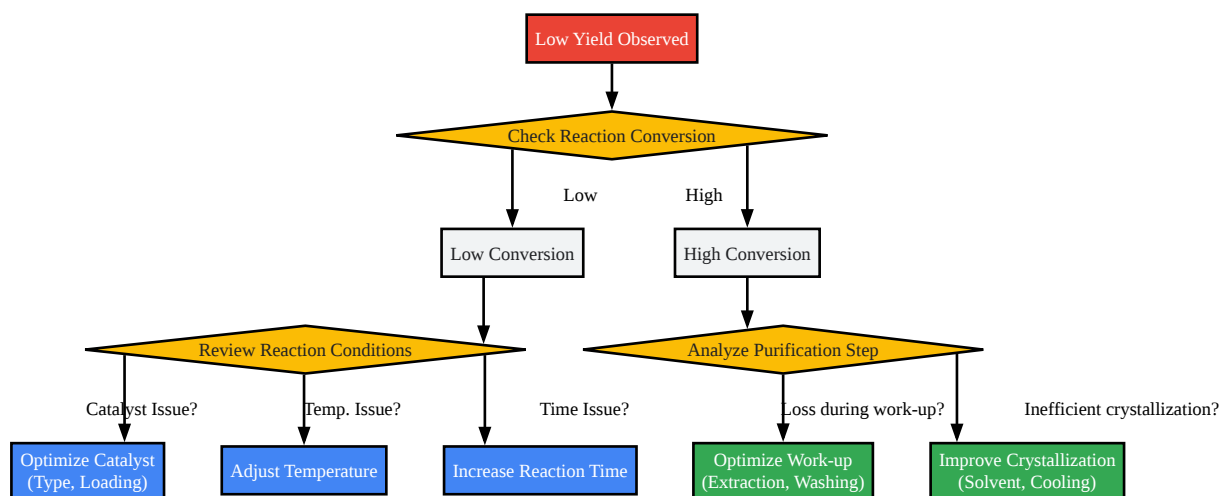 Low Yield Observed
Check Reaction Conversion
Low
High
Low Conversion
High Conversion
Review Reaction Conditions
Analyze Purification Step
Catalyst Issue?
Temp. Issue?
Time Issue?
Loss during work-up?
Inefficient crystallization?
Optimize Catalyst
(Type, Loading)
Adjust Temperature
Increase Reaction Time
Optimize Work-up
(Extraction, Washing)
Improve Crystallization
(Solvent, Cooling)